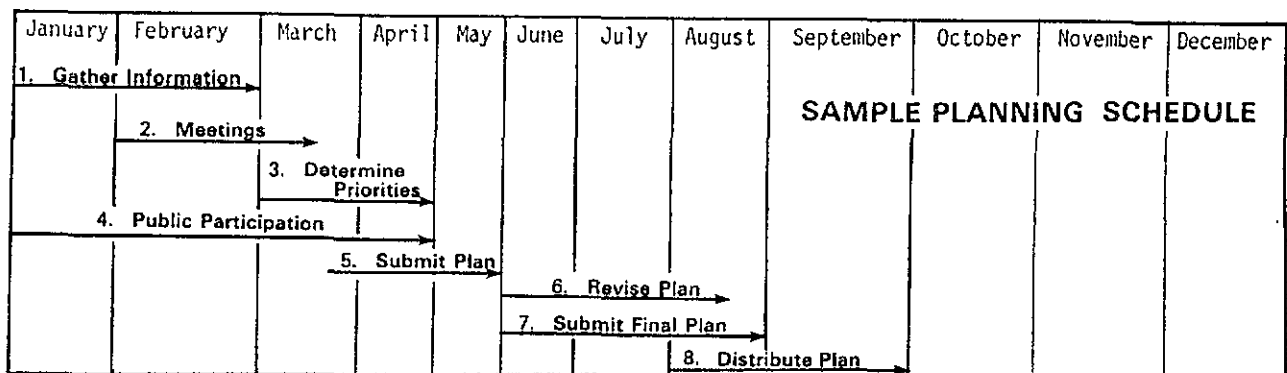 January February March April May June July August September October November December
1. Gather Information
SAMPLE PLANNING SCHEDULE
2. Meetings
3. Determine
Priorities
4. Public Participation
5. Submit Plan
6. Revise Plan
7. Submit Final Plan
8. Distribute Plan